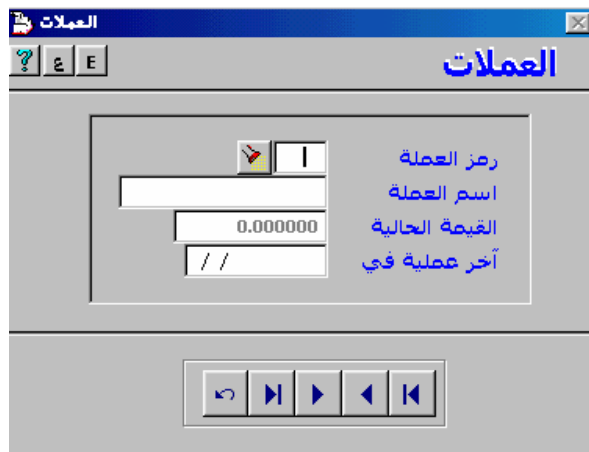 العملات
? ع E
العملات
رمز العملة
اسم العملة
القيمة الحالية 0.000000
آخر عملية في / /